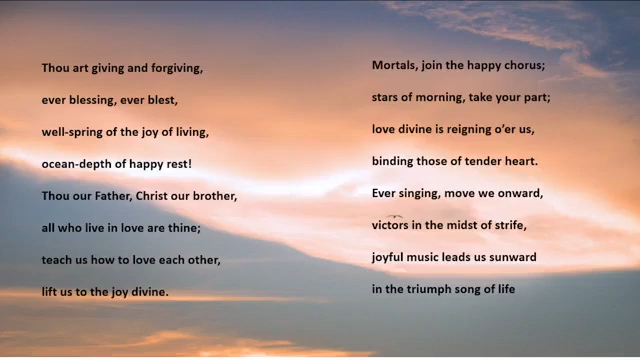 Thou art giving and forgiving,
ever blessing, ever blest,
well-spring of the joy of living,
ocean-depth of happy rest!
Thou our Father, Christ our brother,
all who live in love are thine;
teach us how to love each other,
lift us to the joy divine.
Mortals, join the happy chorus;
stars of morning, take your part;
love divine is reigning o’er us,
binding those of tender heart.
Ever singing, move we onward,
victors in the midst of strife,
joyful music leads us sunward
in the triumph song of life